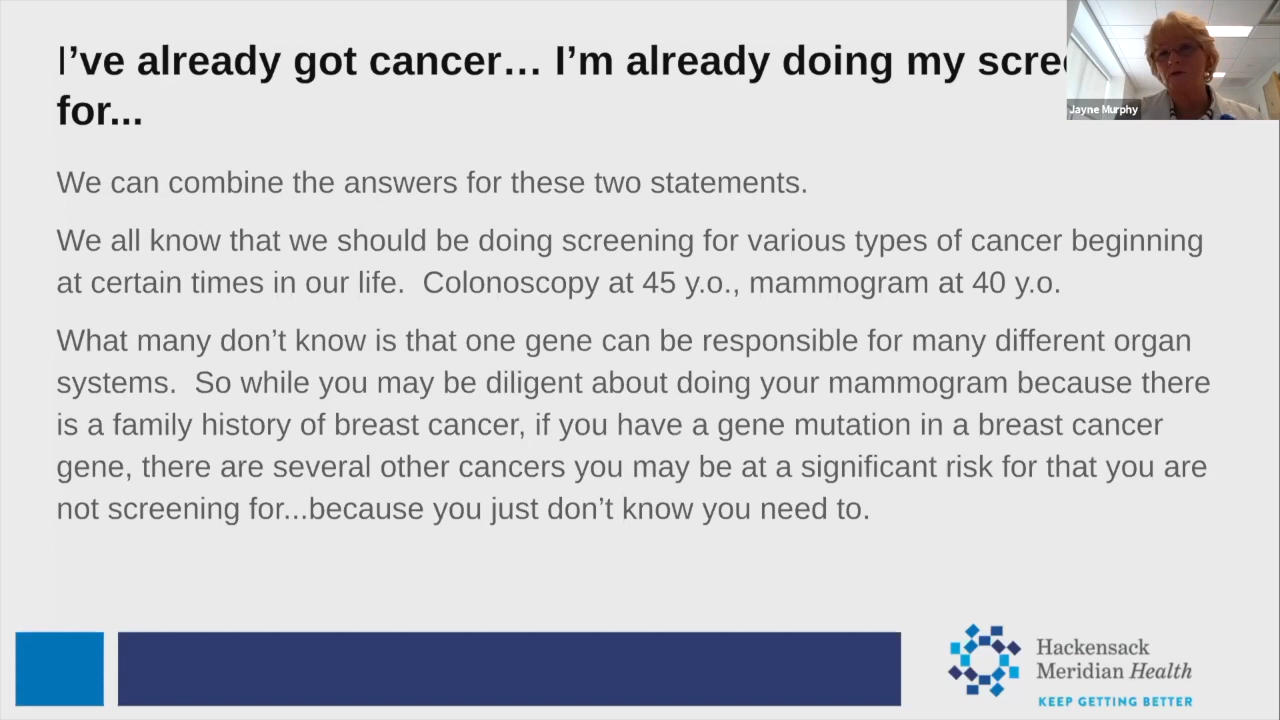 I’ve already got cancer… I’m already doing my
for...
Jayne Murphy
We can combine the answers for these two statements.
We all know that we should be doing screening for various types of cancer beginning
at certain times in our life.  Colonoscopy at 45 y.o., mammogram at 40 y.o.
What many don’t know is that one gene can be responsible for many different organ
systems.  So while you may be diligent about doing your mammogram because there
is a family history of breast cancer, if you have a gene mutation in a breast cancer
gene, there are several other cancers you may be at a significant risk for that you are
not screening for...because you just don’t know you need to.
Hackensack
Meridian Health
KEEP GETTING BETTER